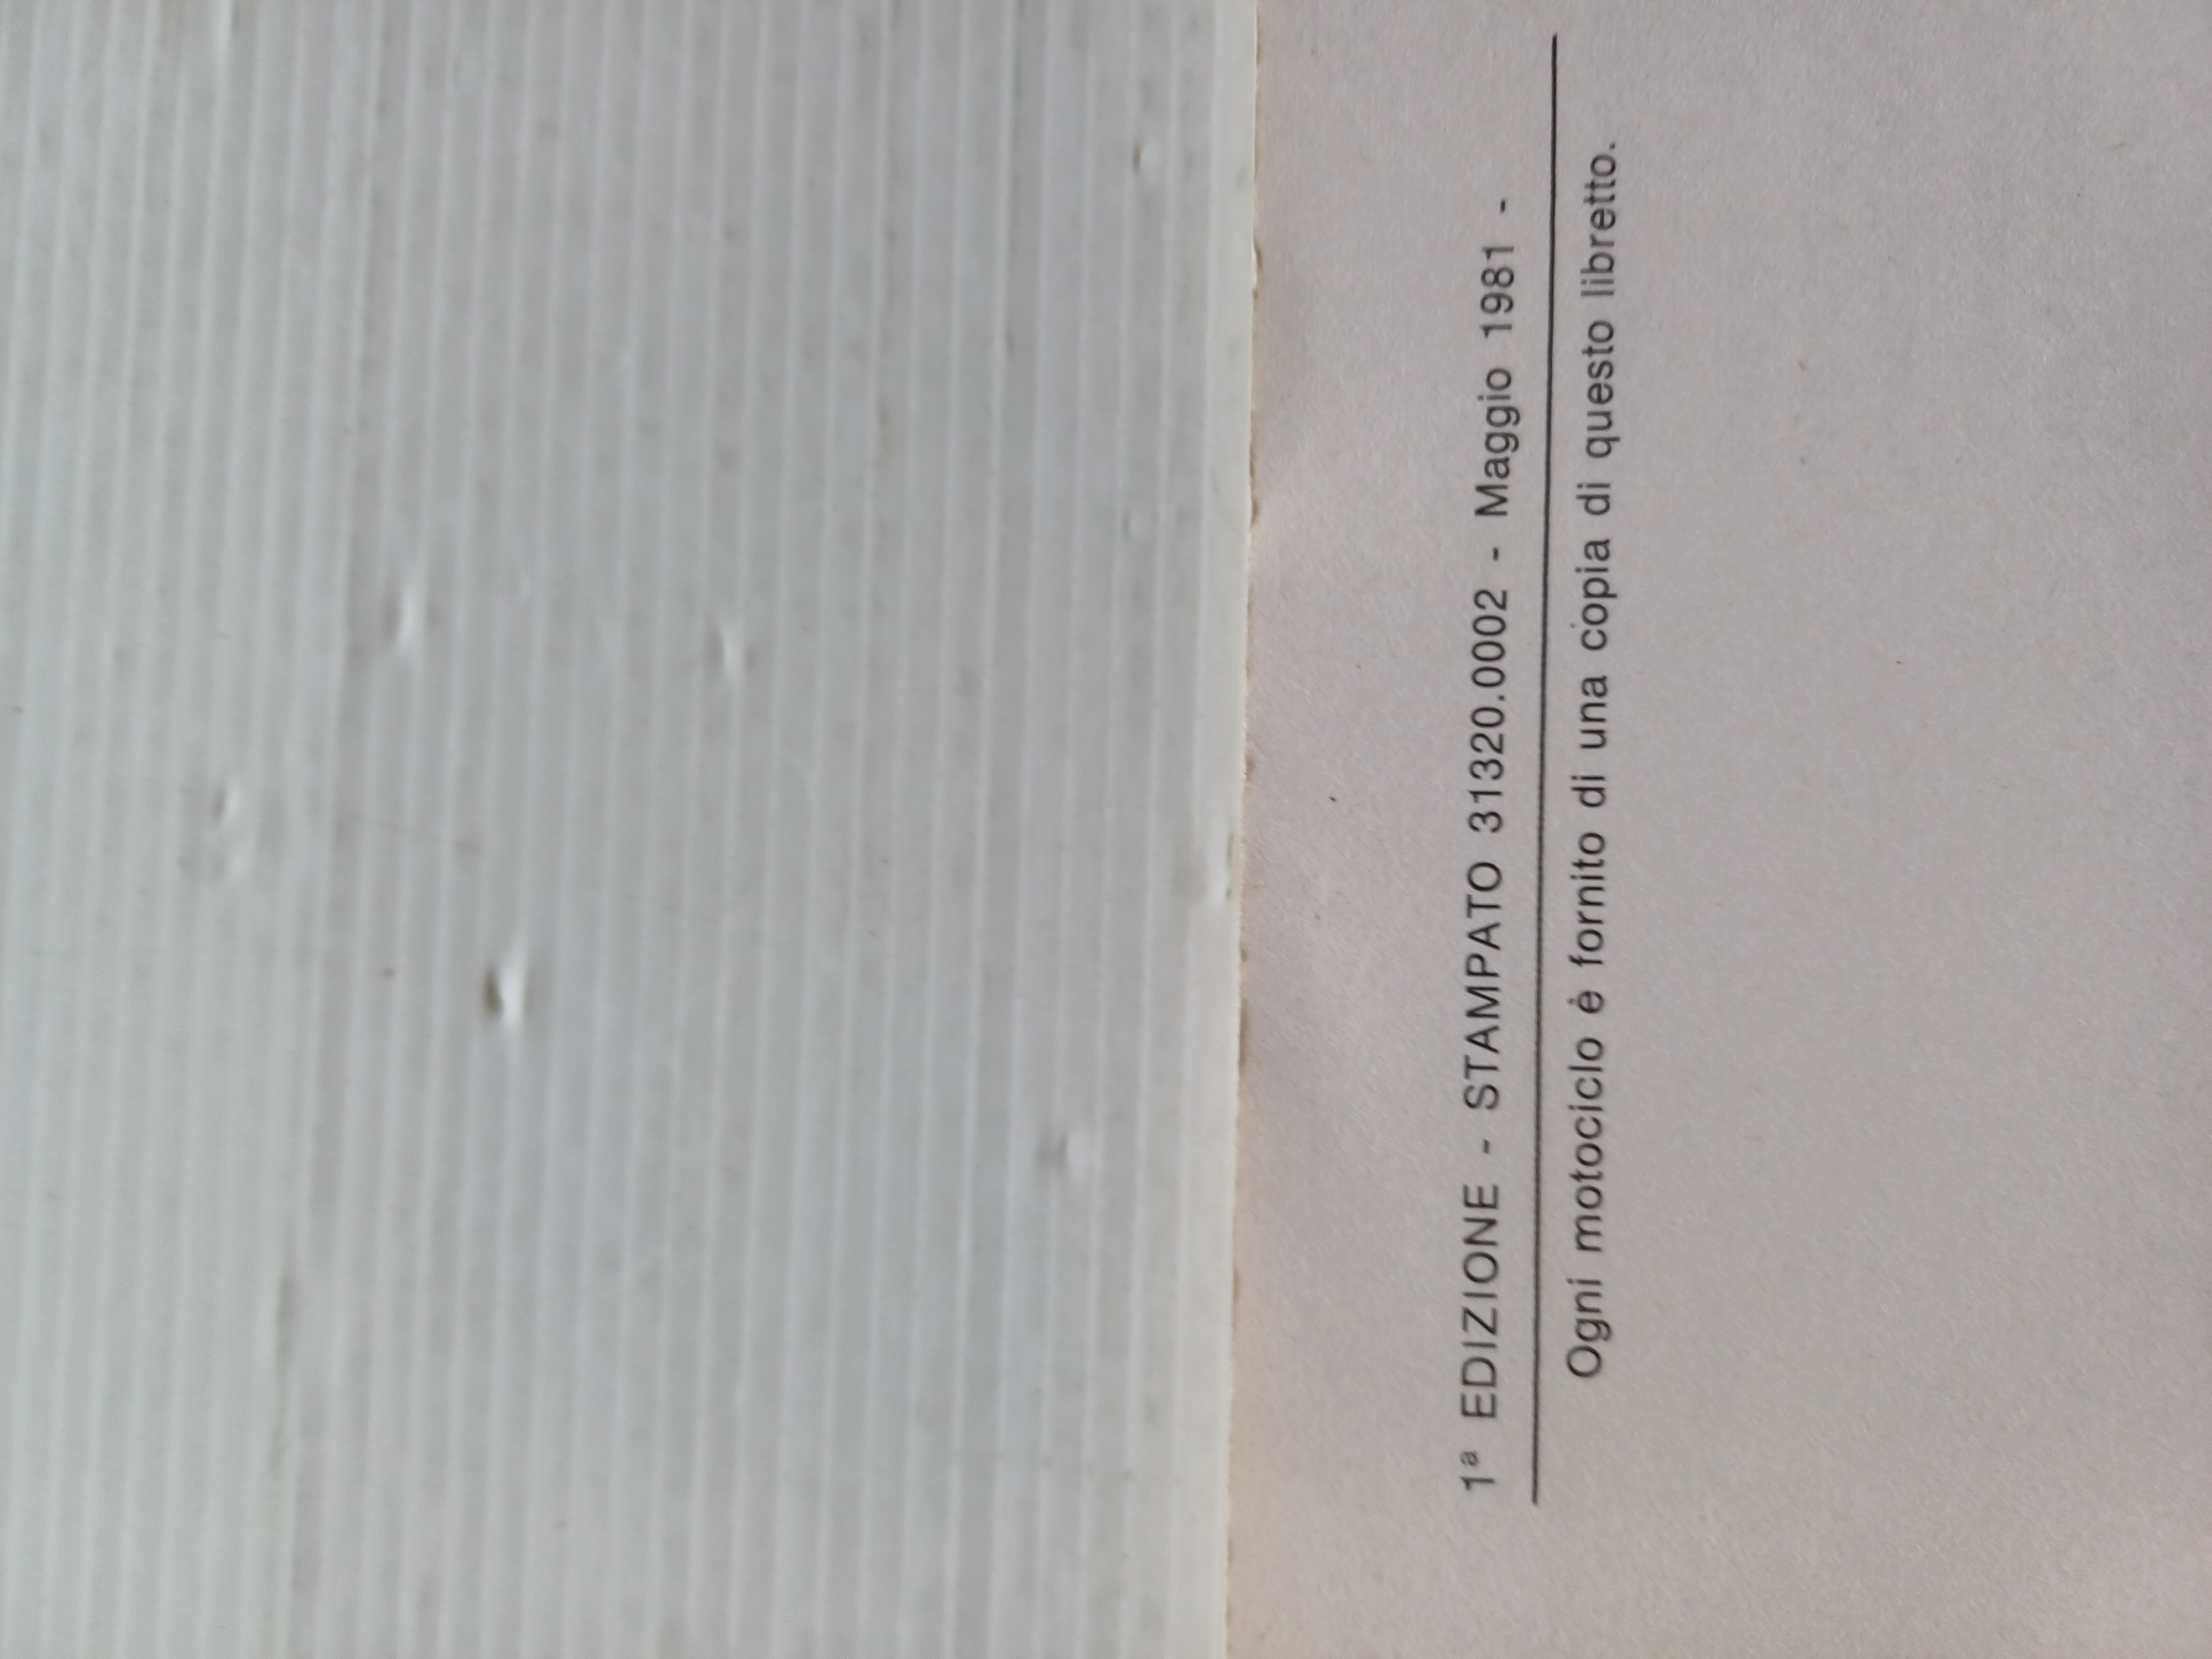 1ª EDIZIONE - STAMPATO 31320.0002 - Maggio 1981 -
Ogni motociclo è fornito di una copia di questo libretto.